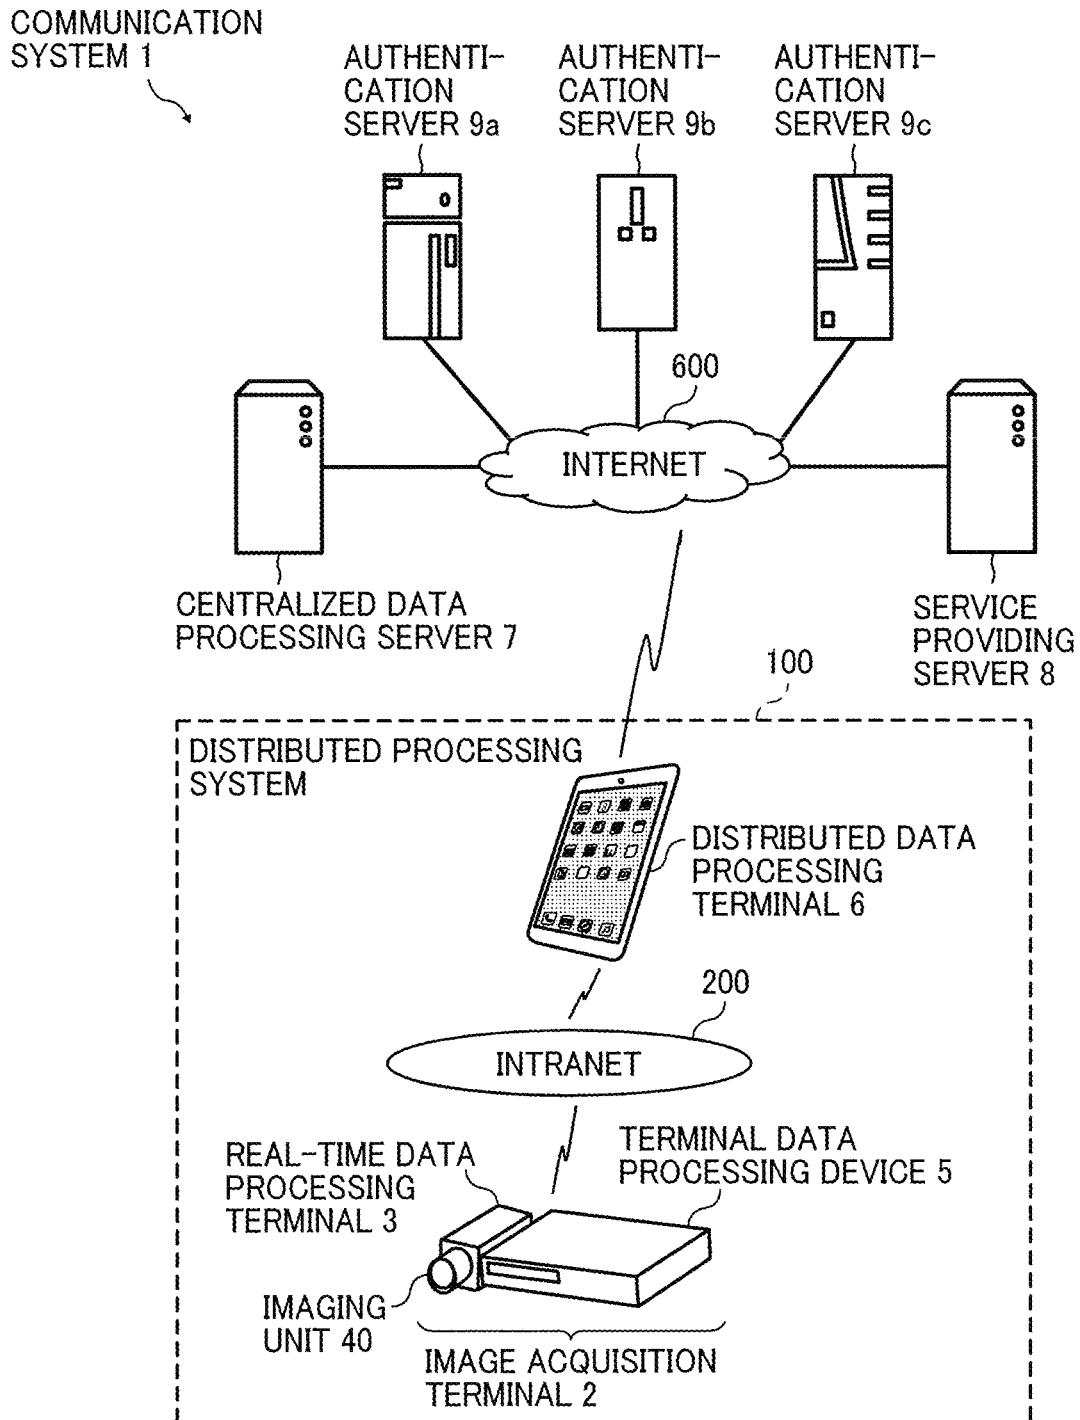 COMMUNICATION
SYSTEM 1
AUTHENTI-
CATION
SERVER 9a
AUTHENTI-
CATION
SERVER 9b
AUTHENTI-
CATION
SERVER 9c
600
INTERNET
CENTRALIZED DATA
PROCESSING SERVER 7
SERVICE
PROVIDING
SERVER 8
100
DISTRIBUTED PROCESSING
SYSTEM
DISTRIBUTED DATA
PROCESSING
TERMINAL 6
200
INTRANET
REAL-TIME DATA
PROCESSING
TERMINAL 3
TERMINAL DATA
PROCESSING DEVICE 5
IMAGING
UNIT 40
IMAGE ACQUISITION
TERMINAL 2